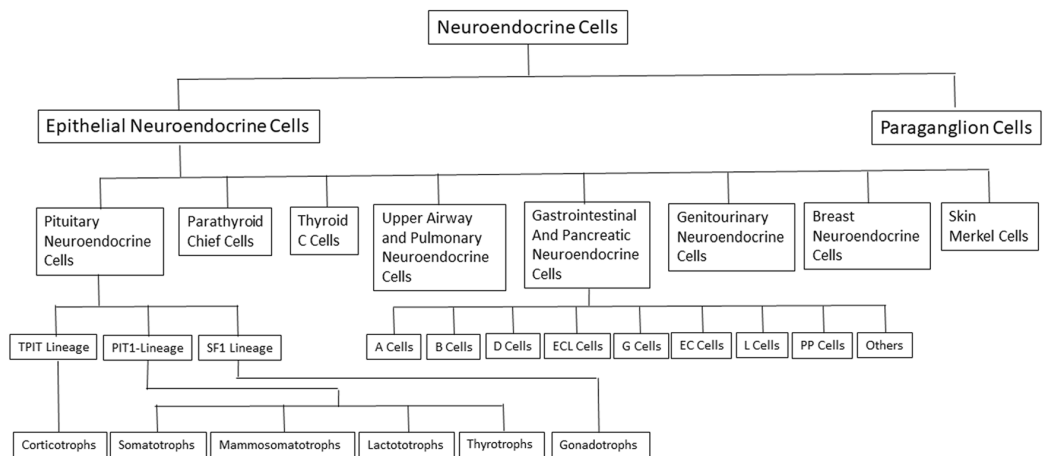 Neuroendocrine Cells
Epithelial Neuroendocrine Cells
Paraganglion Cells
Pituitary
Neuroendocrine
Cells
Parathyroid
Chief Cells
Thyroid
C Cells
Upper Airway
and Pulmonary
Neuroendocrine
Cells
Gastrointestinal
And Pancreatic
Neuroendocrine
Cells
Genitourinary
Neuroendocrine
Cells
Breast
Neuroendocrine
Cells
Skin
Merkel Cells
TPIT Lineage
PIT1-Lineage
SF1 Lineage
A Cells
B Cells
D Cells
ECL Cells
G Cells
EC Cells
L Cells
PP Cells
Others
Corticotrophs
Somatotrophs
Mammosomatotrophs
Lactototrophs
Thyrotrophs
Gonadotrophs